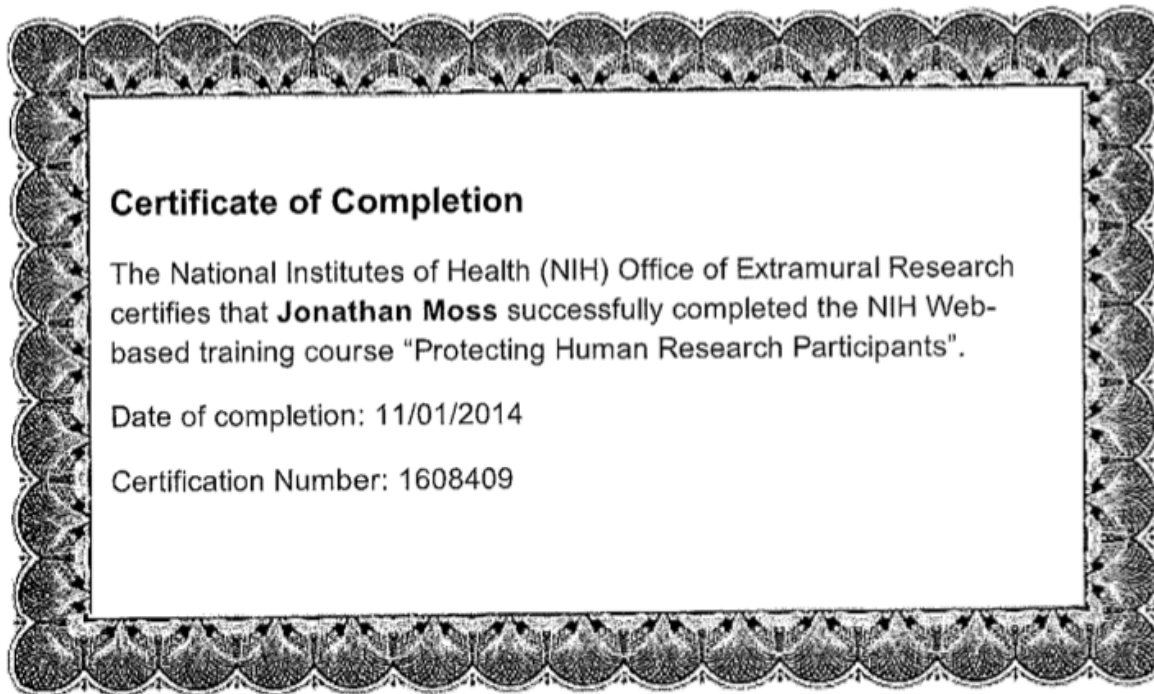 Certificate of Completion
The National Institutes of Health (NIH) Office of Extramural Research
certifies that Jonathan Moss successfully completed the NIH Web-
based training course “Protecting Human Research Participants”.
Date of completion: 11/01/2014
Certification Number: 1608409